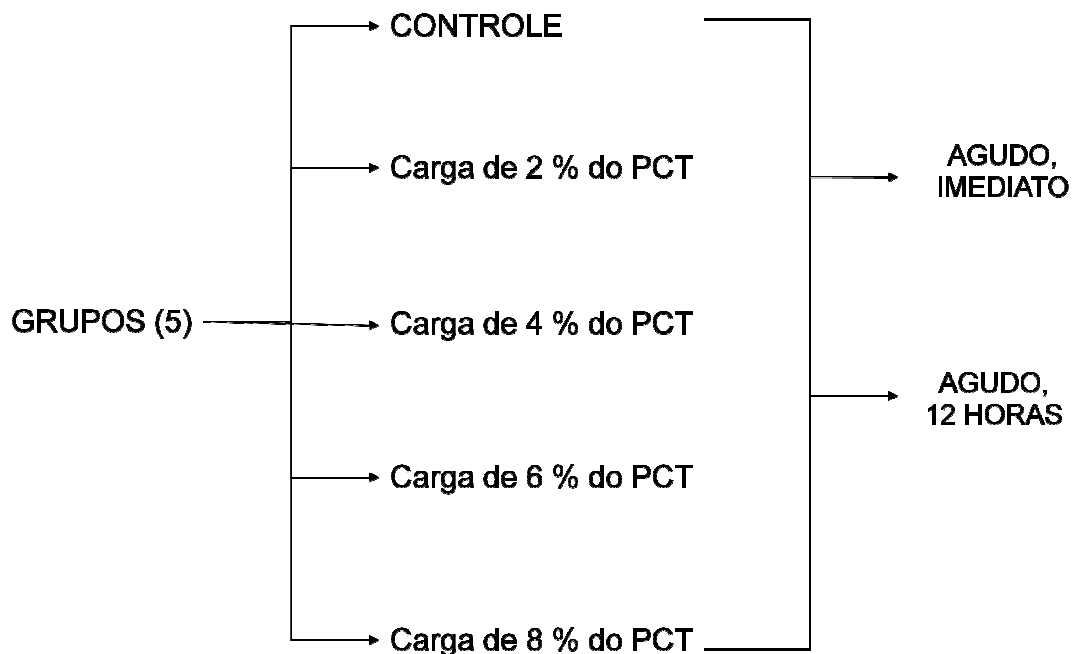 CONTROLE
Carga de 2 % do PCT
AGUDO,
IMEDIATO
GRUPOS (5)
Carga de 4 % do PCT
AGUDO,
12 HORAS
Carga de 6 % do PCT
Carga de 8 % do PCT